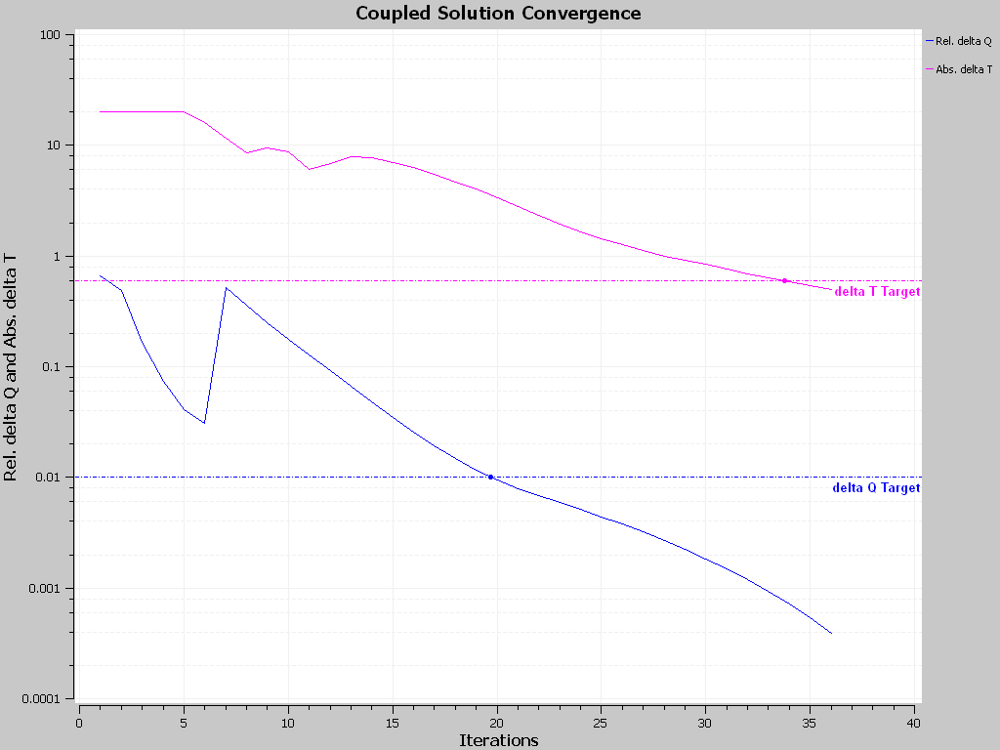 Coupled Solution Convergence
Rel. delta Q
Abs. delta T
Rel. delta Q and Abs. delta T
100
10
1
0.1
0.01
0.001
0.0001
delta T Target
delta Q Target
0 5 10 15 20 25 30 35 40
Iterations